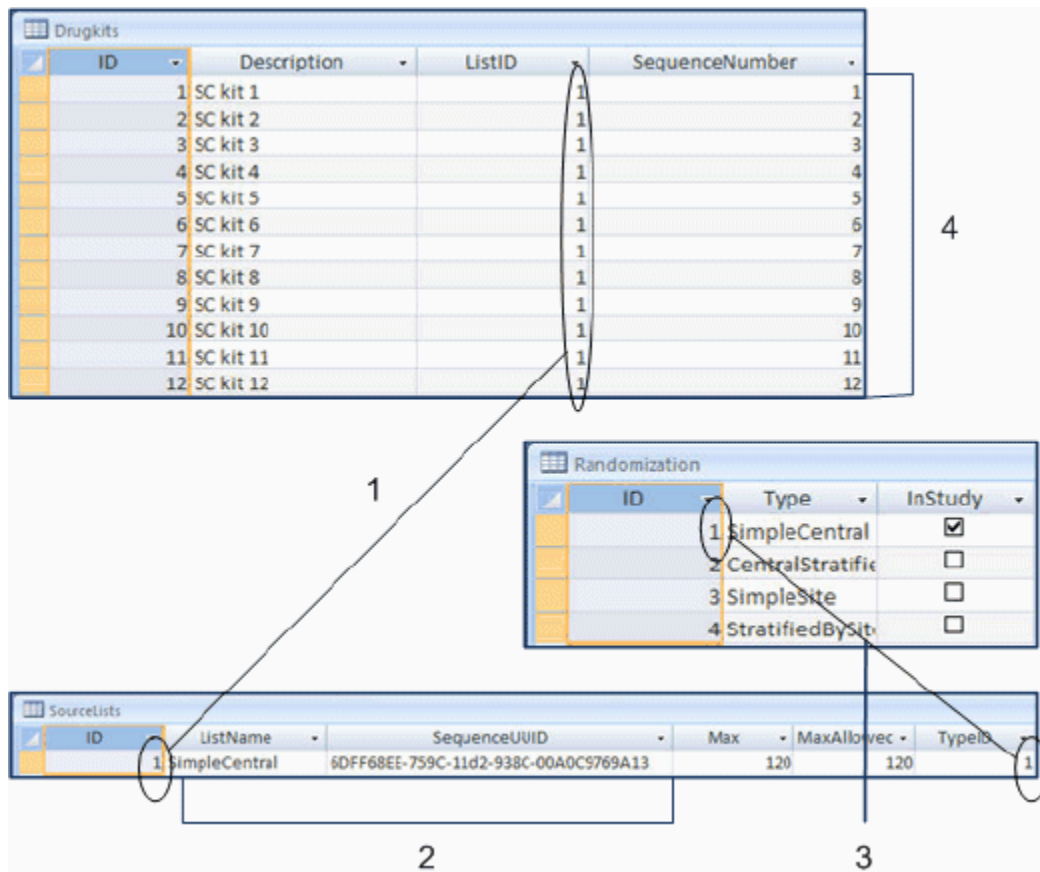 Drugkits
ID Description ListID SequenceNumber
1 SC kit 1 1 1
2 SC kit 2 1 2
3 SC kit 3 1 3
4 SC kit 4 1 4
5 SC kit 5 1 5
6 SC kit 6 1 6
7 SC kit 7 1 7
8 SC kit 8 1 8
9 SC kit 9 1 9
10 SC kit 10 1 10
11 SC kit 11 1 11
12 SC kit 12 1 12
4
1
Randomization
ID Type InStudy
1 SimpleCentral
2 CentralStratifie
3 SimpleSite
4 StratifiedBySit
SourceLists
ID ListName SequenceUUID Max MaxAllowec TypeID
1 SimpleCentral 6DFF68EE-759C-11d2-938C-00A0C9769A13 120 120 1
2
3